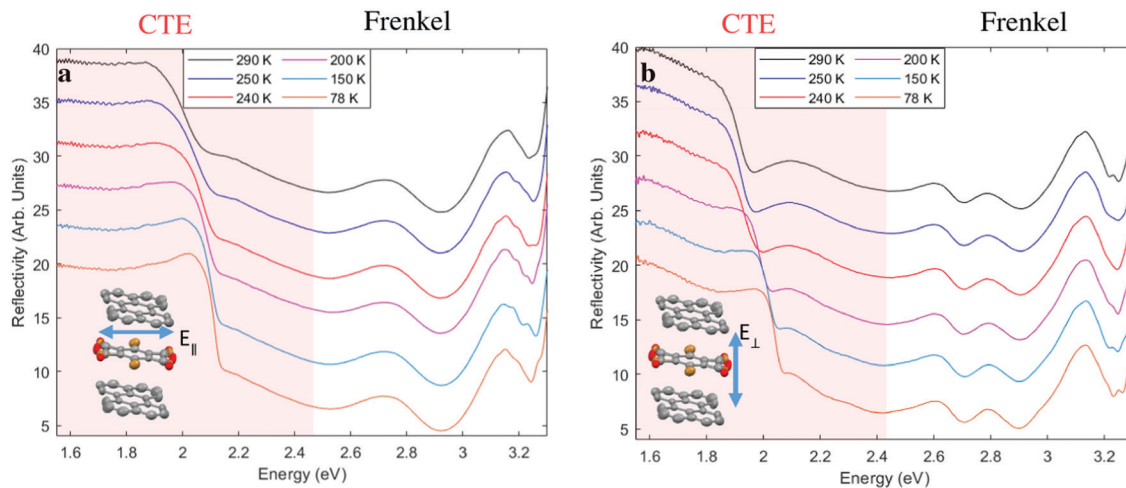 CTE Frenkel
a
290 K 200 K
250 K 150 K
240 K 78 K
40
35
30
25
20
15
10
5
Reflectivity (Arb. Units)
E∥
1.6 1.8 2 2.2 2.4 2.6 2.8 3 3.2
Energy (eV)
CTE Frenkel
b
290 K 200 K
250 K 150 K
240 K 78 K
40
35
30
25
20
15
10
5
Reflectivity (Arb. Units)
E⊥
1.6 1.8 2 2.2 2.4 2.6 2.8 3 3.2
Energy (eV)